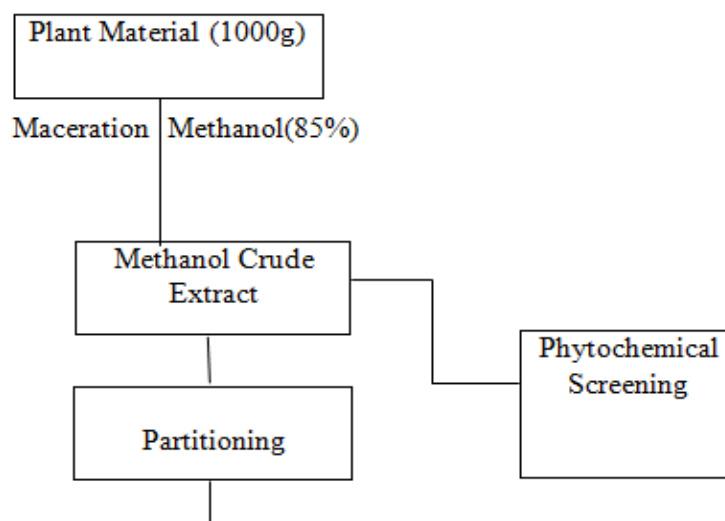 Plant Material (1000g)
Maceration Methanol(85%)
Methanol Crude
Extract
Phytochemical
Screening
Partitioning